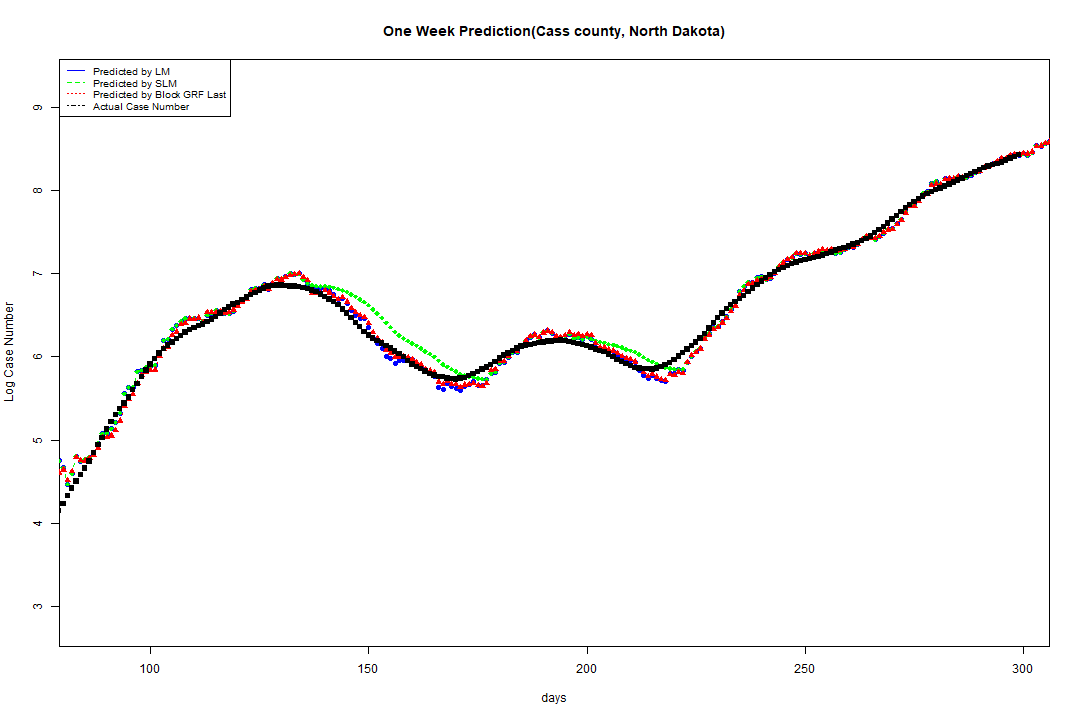 One Week Prediction(Cass county, North Dakota)
Predicted by LM
Predicted by SLM
Predicted by Block GRF Last
Actual Case Number
9
8
7
6
5
4
3
Log Case Number
100 150 200 250 300
days